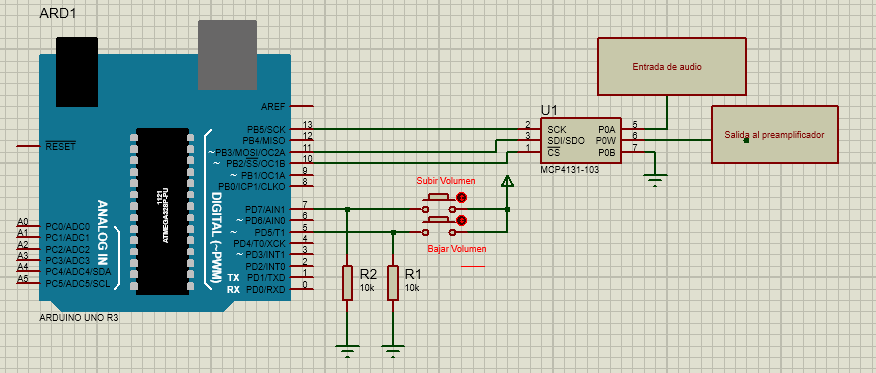 ARD1
RESET
AREF
PB5/SCK 13
PB4/MISO 12
~PB3/MOSI/OC2A 11
~ PB2/SS/OC1B 10
~ PB1/OC1A 9
PB0/ICP1/CLKO 8
PD7/AIN1 7
~ PD6/AIN0 6
~ PD5/T1 5
PD4/T0/XCK 4
~ PD3/INT1 3
PD2/INT0 2
TX PD1/TXD 1
RX PD0/RXD 0
A0 PC0/ADC0
A1 PC1/ADC1
A2 PC2/ADC2
A3 PC3/ADC3
A4 PC4/ADC4/SDA
A5 PC5/ADC5/SCL
ANALOG IN
1121
ATMEGA328P-PU
DIGITAL (~PWM)
ARDUINO UNO R3
U1
2 SCK P0A 5
3 SDI/SDO P0W 6
1 CS P0B 7
MCP4131-103
Entrada de audio
Salida al preamplificador
Subir Volumen
Bajar Volumen
R2
10k
R1
10k